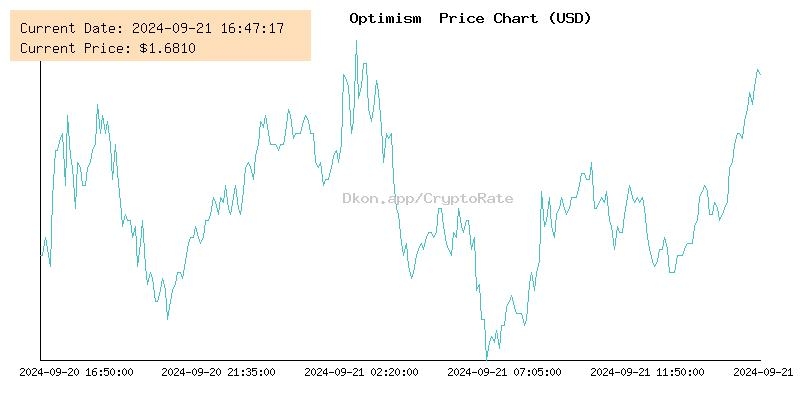 Optimism  Price Chart (USD)
Current Date: 2024-09-21 16:47:17
Current Price: $1.6810
Dkon.app/CryptoRate
2024-09-20 16:50:00 2024-09-20 21:35:00 2024-09-21 02:20:00 2024-09-21 07:05:00 2024-09-21 11:50:00 2024-09-21